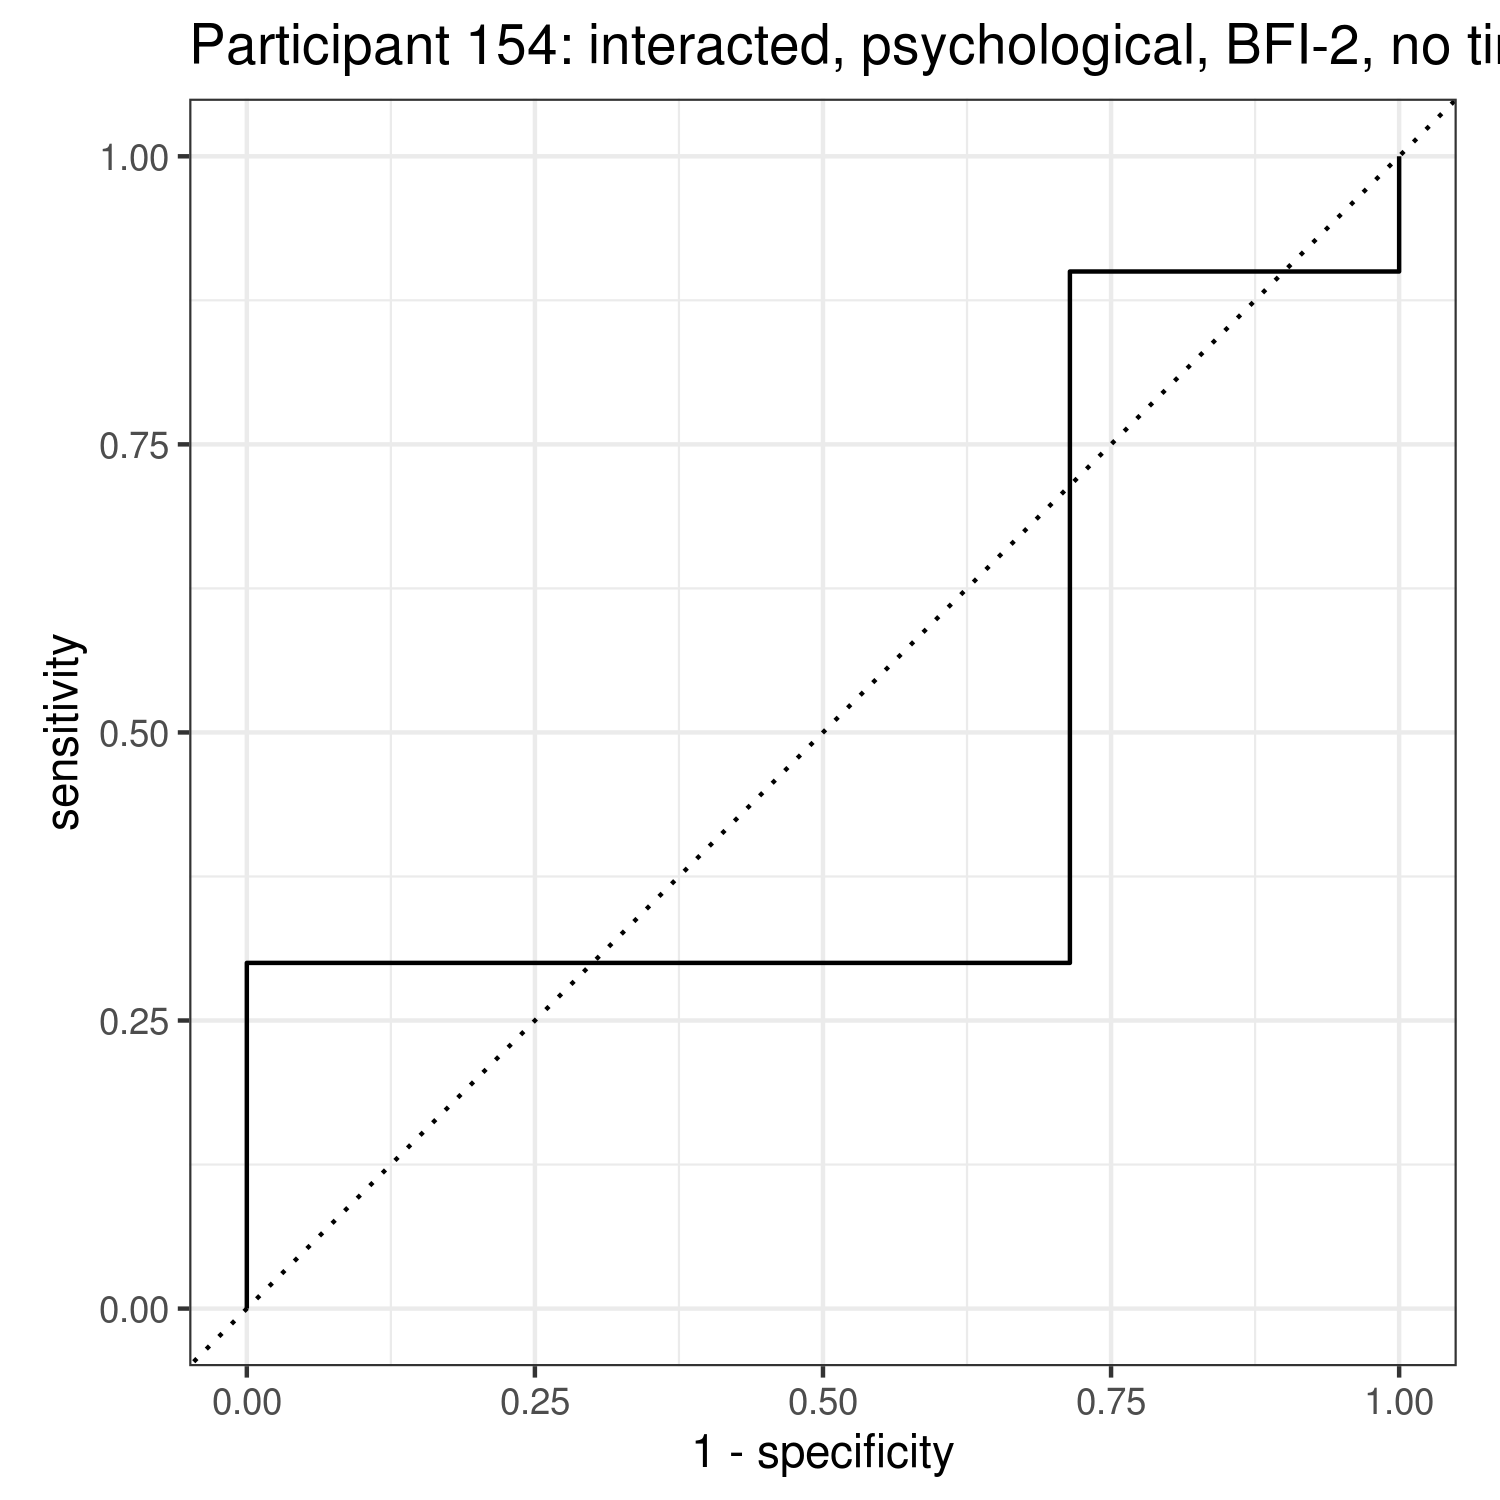 Participant 154: interacted, psychological, BFI-2, no
1.00
0.75
0.50
0.25
0.00
sensitivity
0.00 0.25 0.50 0.75 1.00
1 - specificity